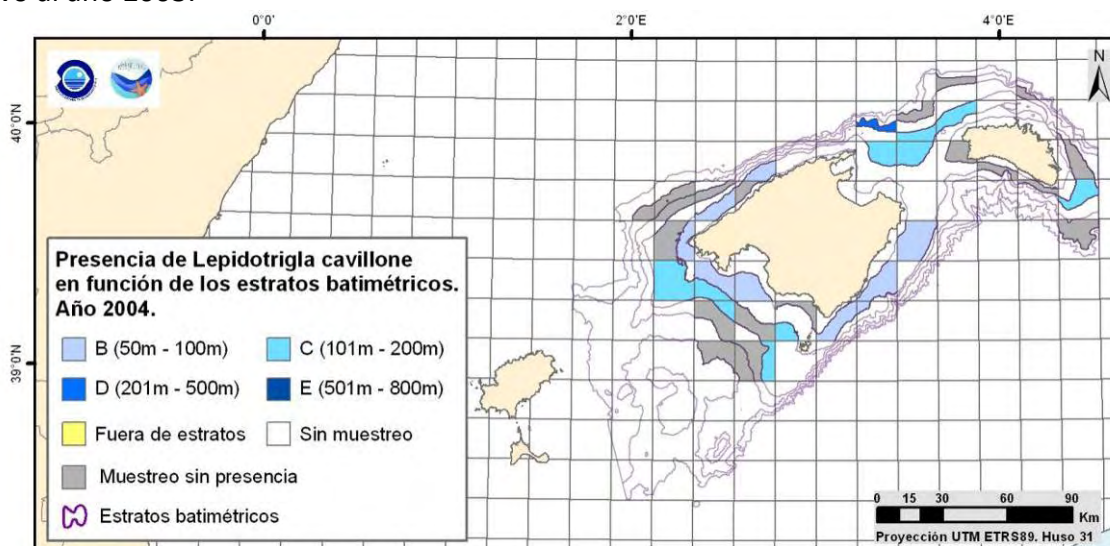 0°0' 2°0'E 4°0'E
N
40°0'N
39°0'N
Presencia de Lepidotrigla cavillone
en función de los estratos batimétricos.
Año 2004.
B (50m - 100m) C (101m - 200m)
D (201m - 500m) E (501m - 800m)
Fuera de estratos Sin muestreo
Muestreo sin presencia
Estratos batimétricos
0 15 30 60 90
Km
Proyección UTM ETRS89. Huso 31